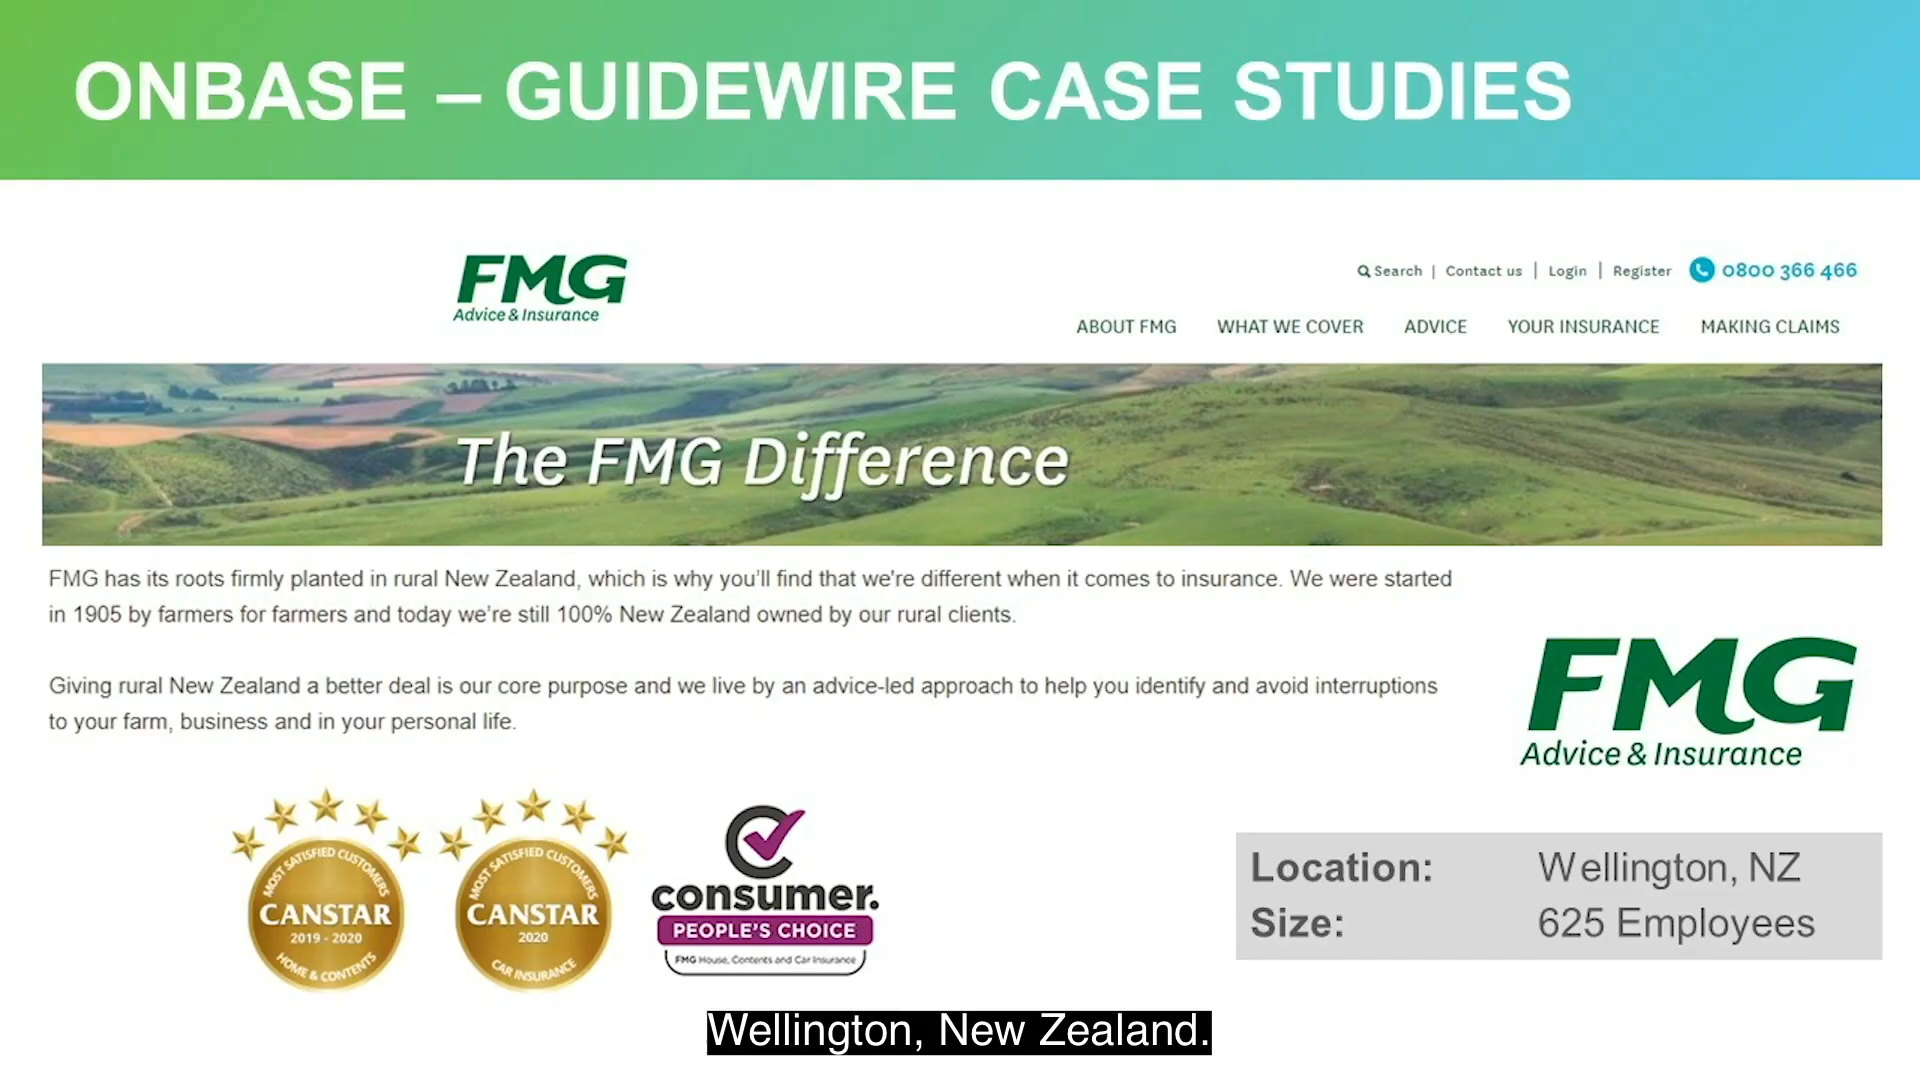 ONBASE – GUIDEWIRE CASE STUDIES
FMG
Advice & Insurance
Search | Contact us | Login | Register 0800 366 466
ABOUT FMG WHAT WE COVER ADVICE YOUR INSURANCE MAKING CLAIMS
The FMG Difference
FMG has its roots firmly planted in rural New Zealand, which is why you'll find that we're different when it comes to insurance. We were started
in 1905 by farmers for farmers and today we're still 100% New Zealand owned by our rural clients.
Giving rural New Zealand a better deal is our core purpose and we live by an advice-led approach to help you identify and avoid interruptions
to your farm, business and in your personal life.
FMG
Advice & Insurance
MOST SATISFIED CUSTOMERS
CANSTAR
2019 - 2020
HOME & CONTENTS
MOST SATISFIED CUSTOMERS
CANSTAR
2020
CAR INSURANCE
consumer.
PEOPLE'S CHOICE
FMG House, Contents and Car Insurance
Location: Wellington, NZ
Size: 625 Employees
Wellington, New Zealand.